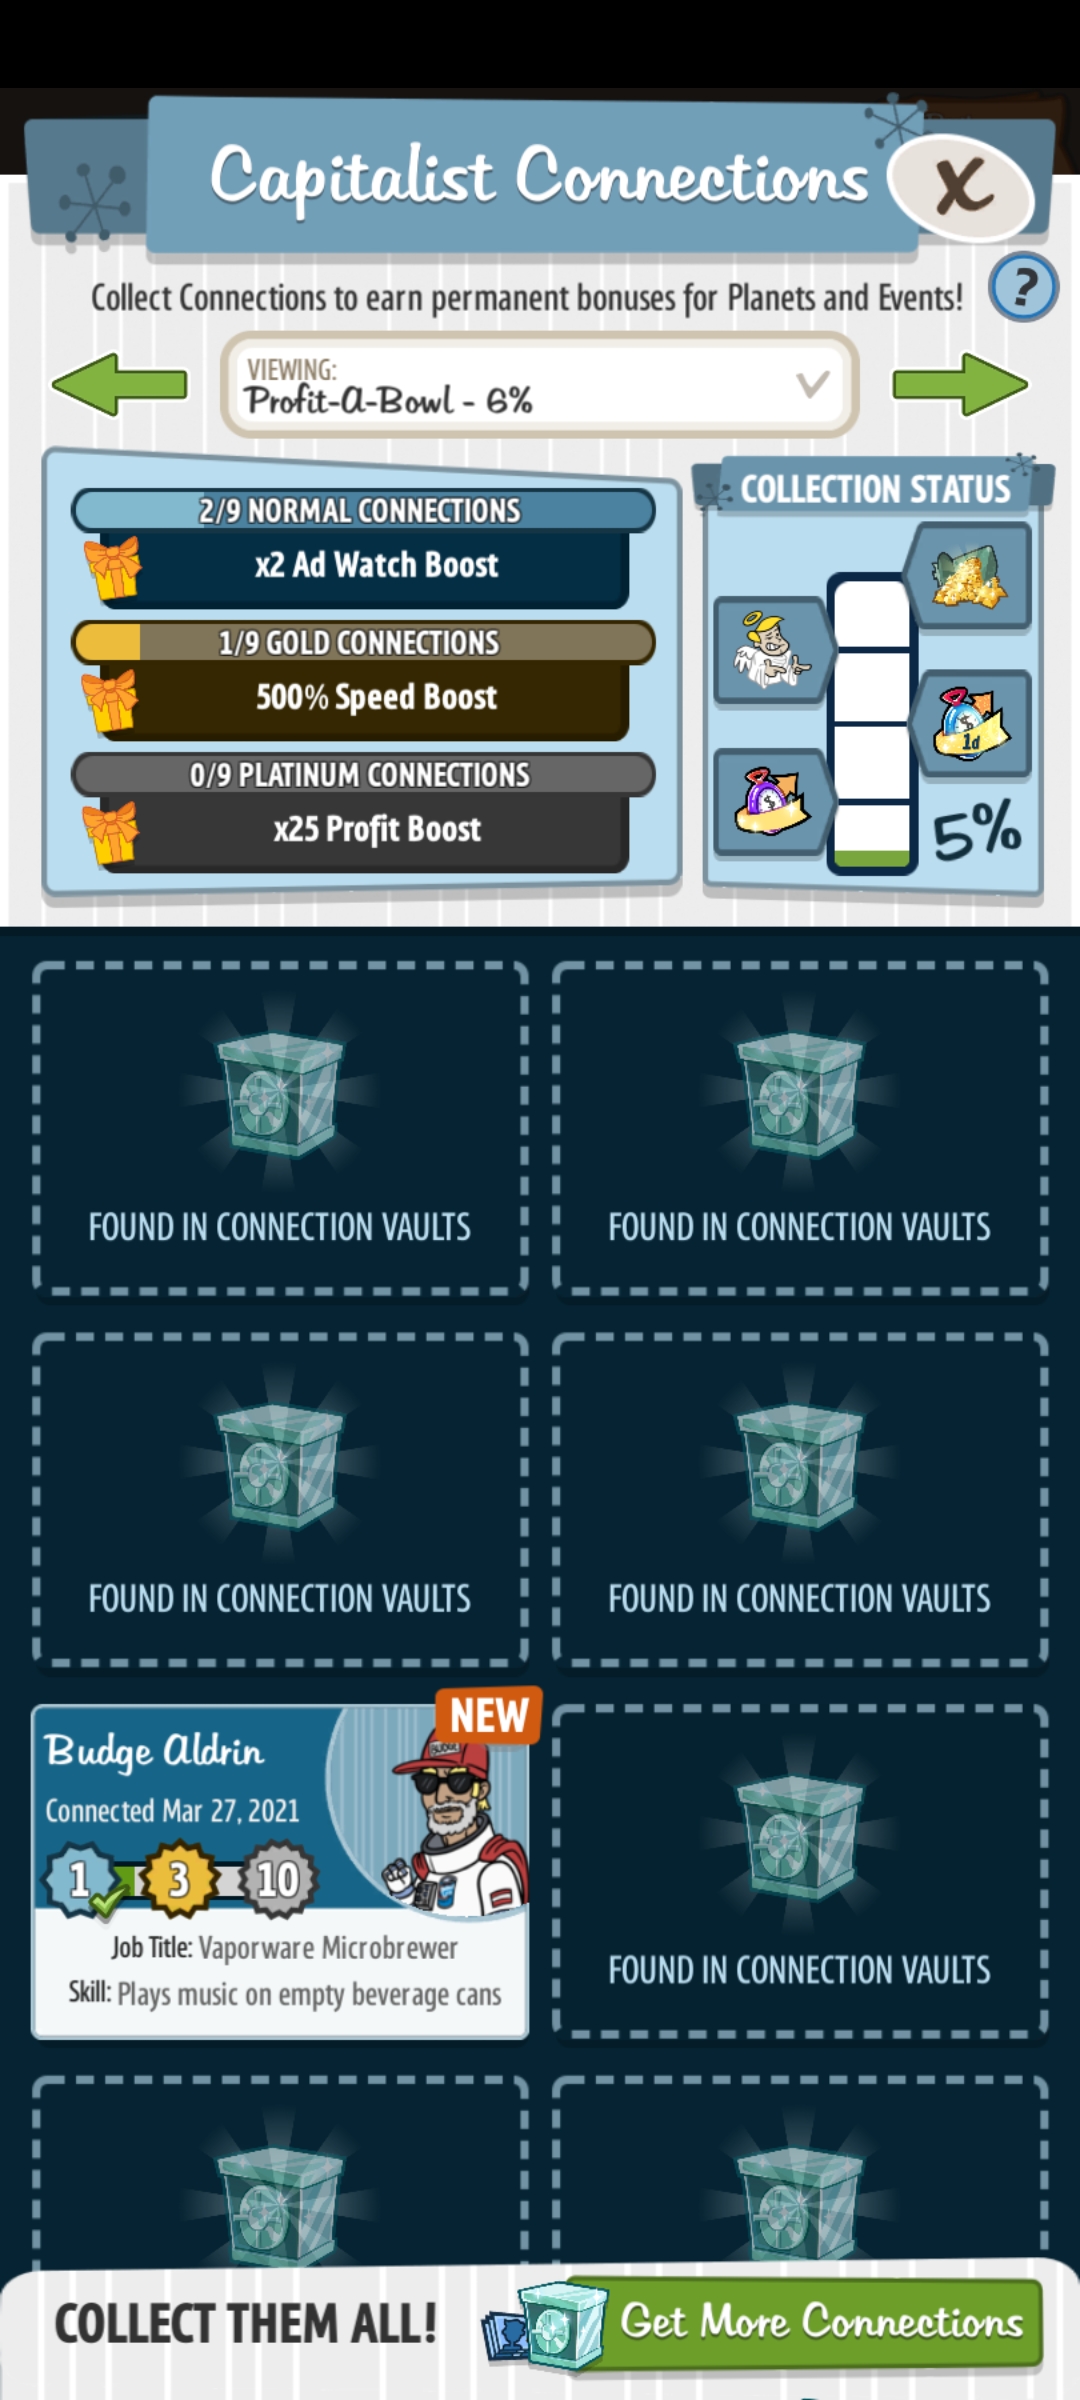 Capitalist Connections
X
Collect Connections to earn permanent bonuses for Planets and Events!
?
VIEWING:
Profit-A-Bowl - 6%
2/9 NORMAL CONNECTIONS
x2 Ad Watch Boost
1/9 GOLD CONNECTIONS
500% Speed Boost
0/9 PLATINUM CONNECTIONS
x25 Profit Boost
COLLECTION STATUS
1d
5%
FOUND IN CONNECTION VAULTS
FOUND IN CONNECTION VAULTS
FOUND IN CONNECTION VAULTS
FOUND IN CONNECTION VAULTS
NEW
Budge Aldrin
BUDGE
Connected Mar 27, 2021
1 3 10
Job Title: Vaporware Microbrewer
Skill: Plays music on empty beverage cans
FOUND IN CONNECTION VAULTS
COLLECT THEM ALL!
Get More Connections